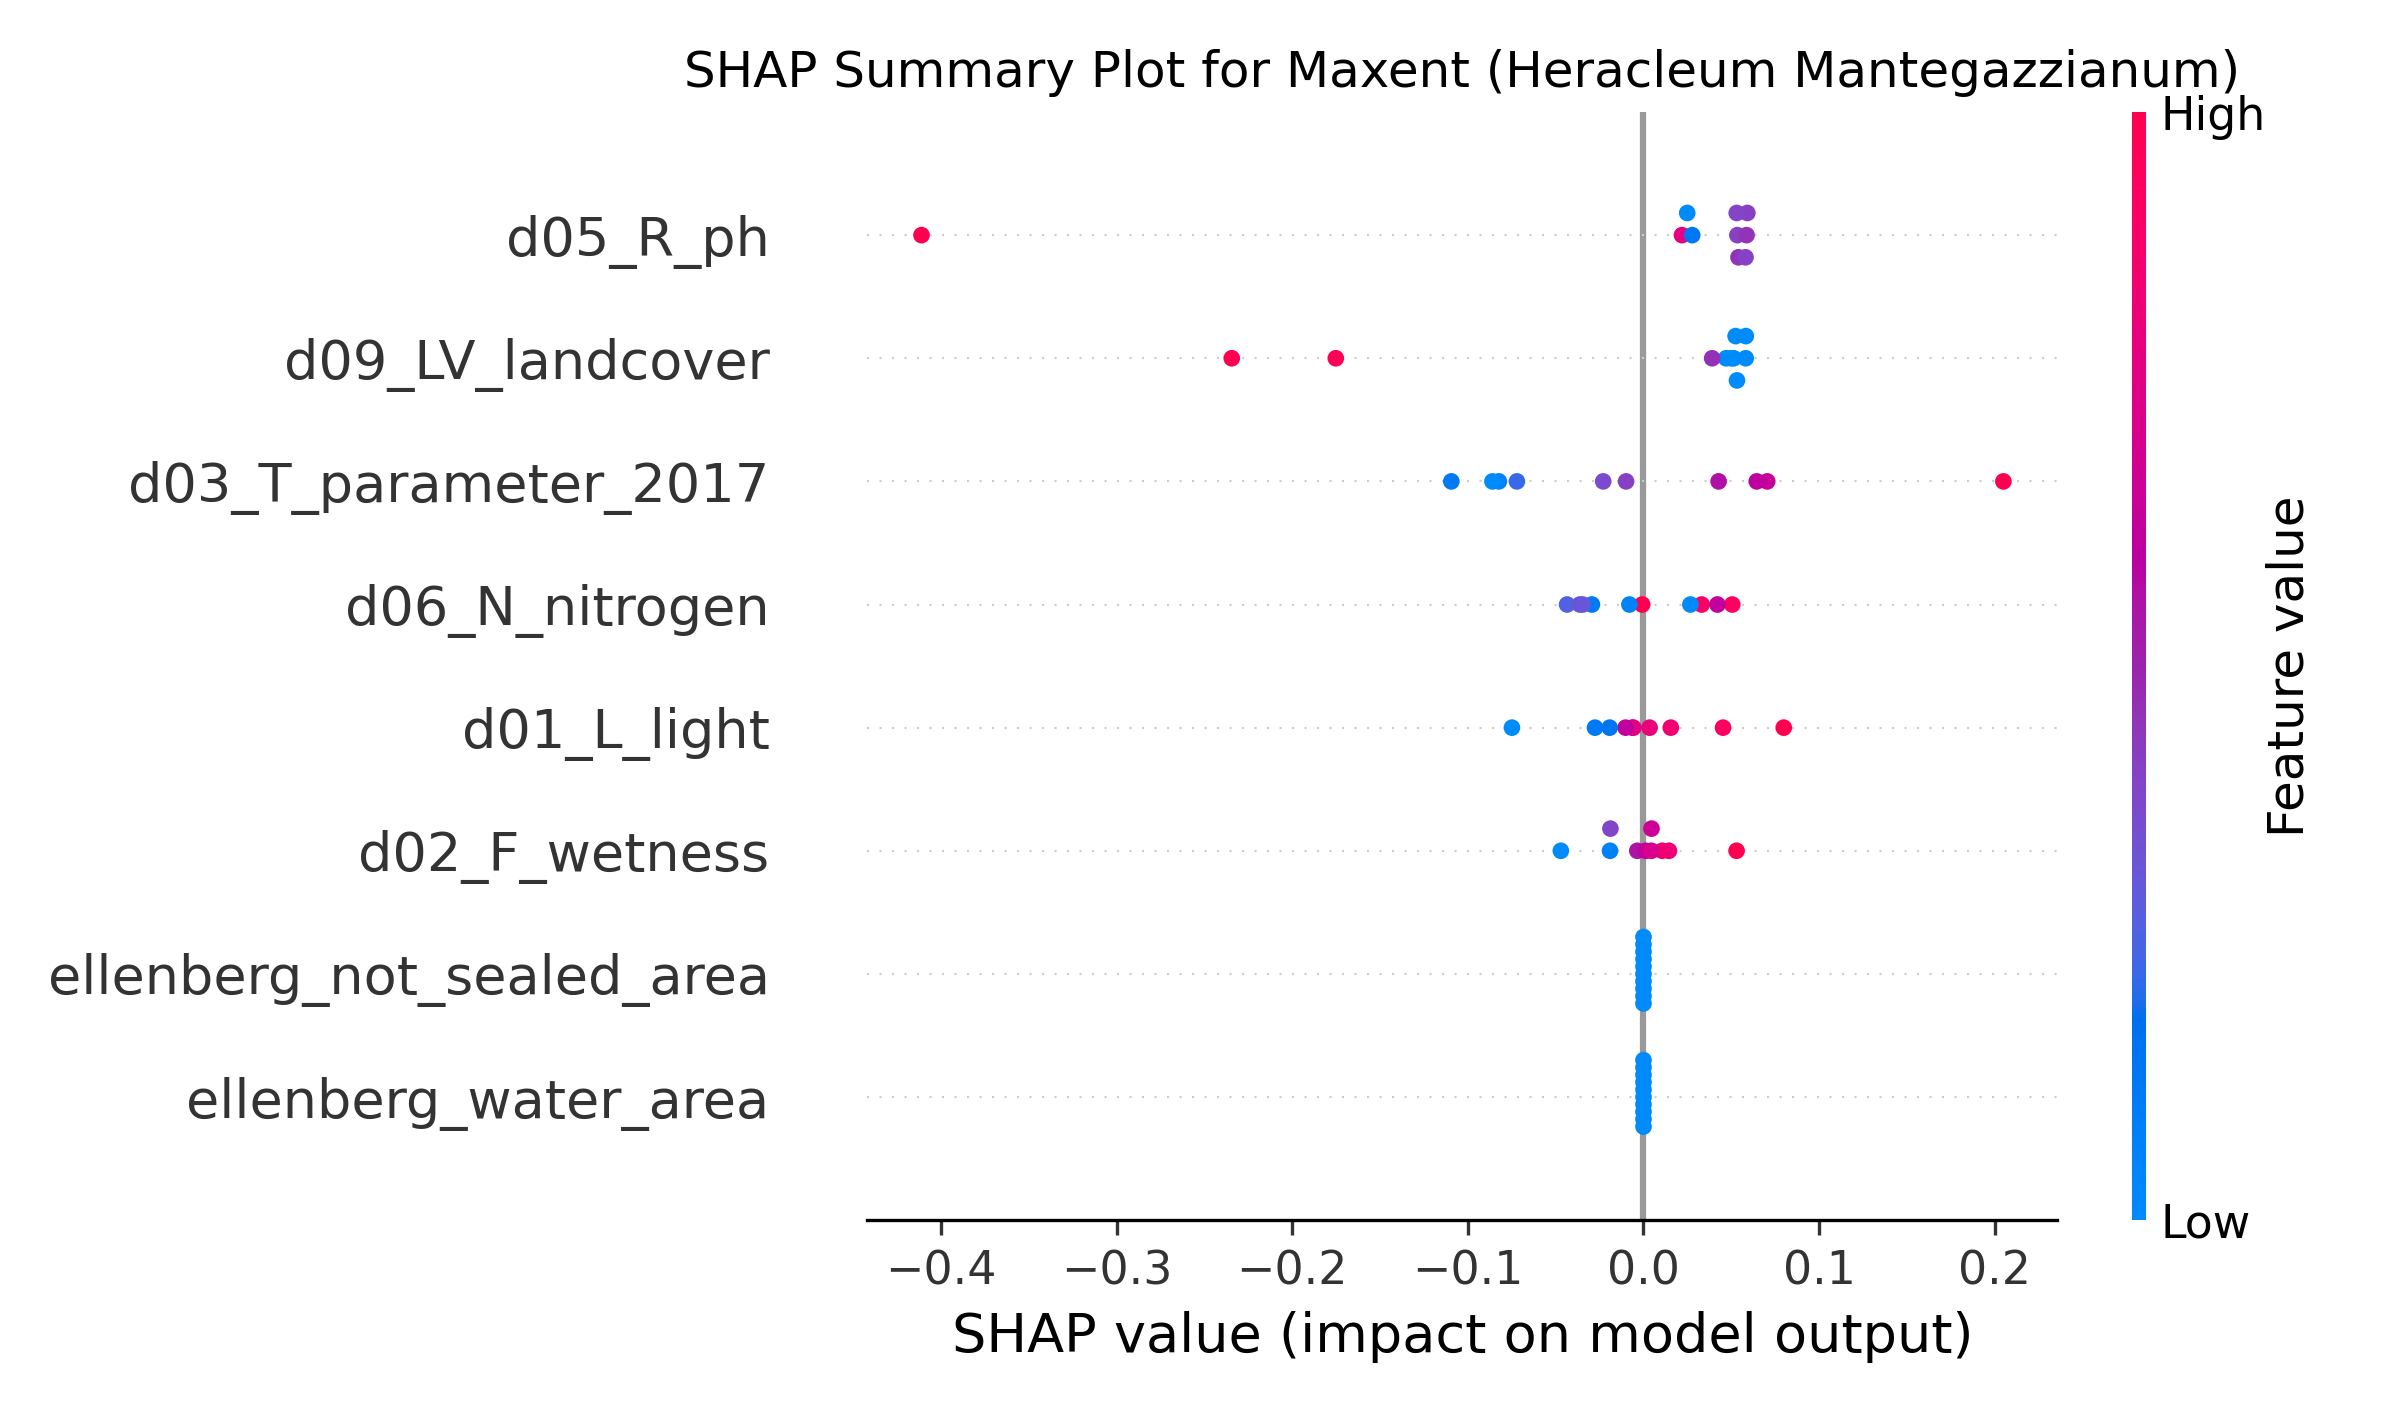 SHAP Summary Plot for Maxent (Heracleum Mantegazzianum)
High
d05_R_ph
d09_LV_landcover
d03_T_parameter_2017
d06_N_nitrogen
d01_L_light
d02_F_wetness
ellenberg_not_sealed_area
ellenberg_water_area
Feature value
Low
−0.4 −0.3 −0.2 −0.1 0.0 0.1 0.2
SHAP value (impact on model output)